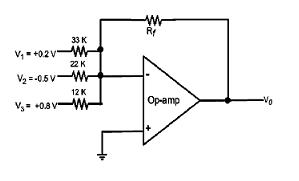 33 K
Rf
V1 = +0.2 V
22 K
V2 = -0.5 V
12 K
V3 = +0.8 V
-
Op-amp
+
V0